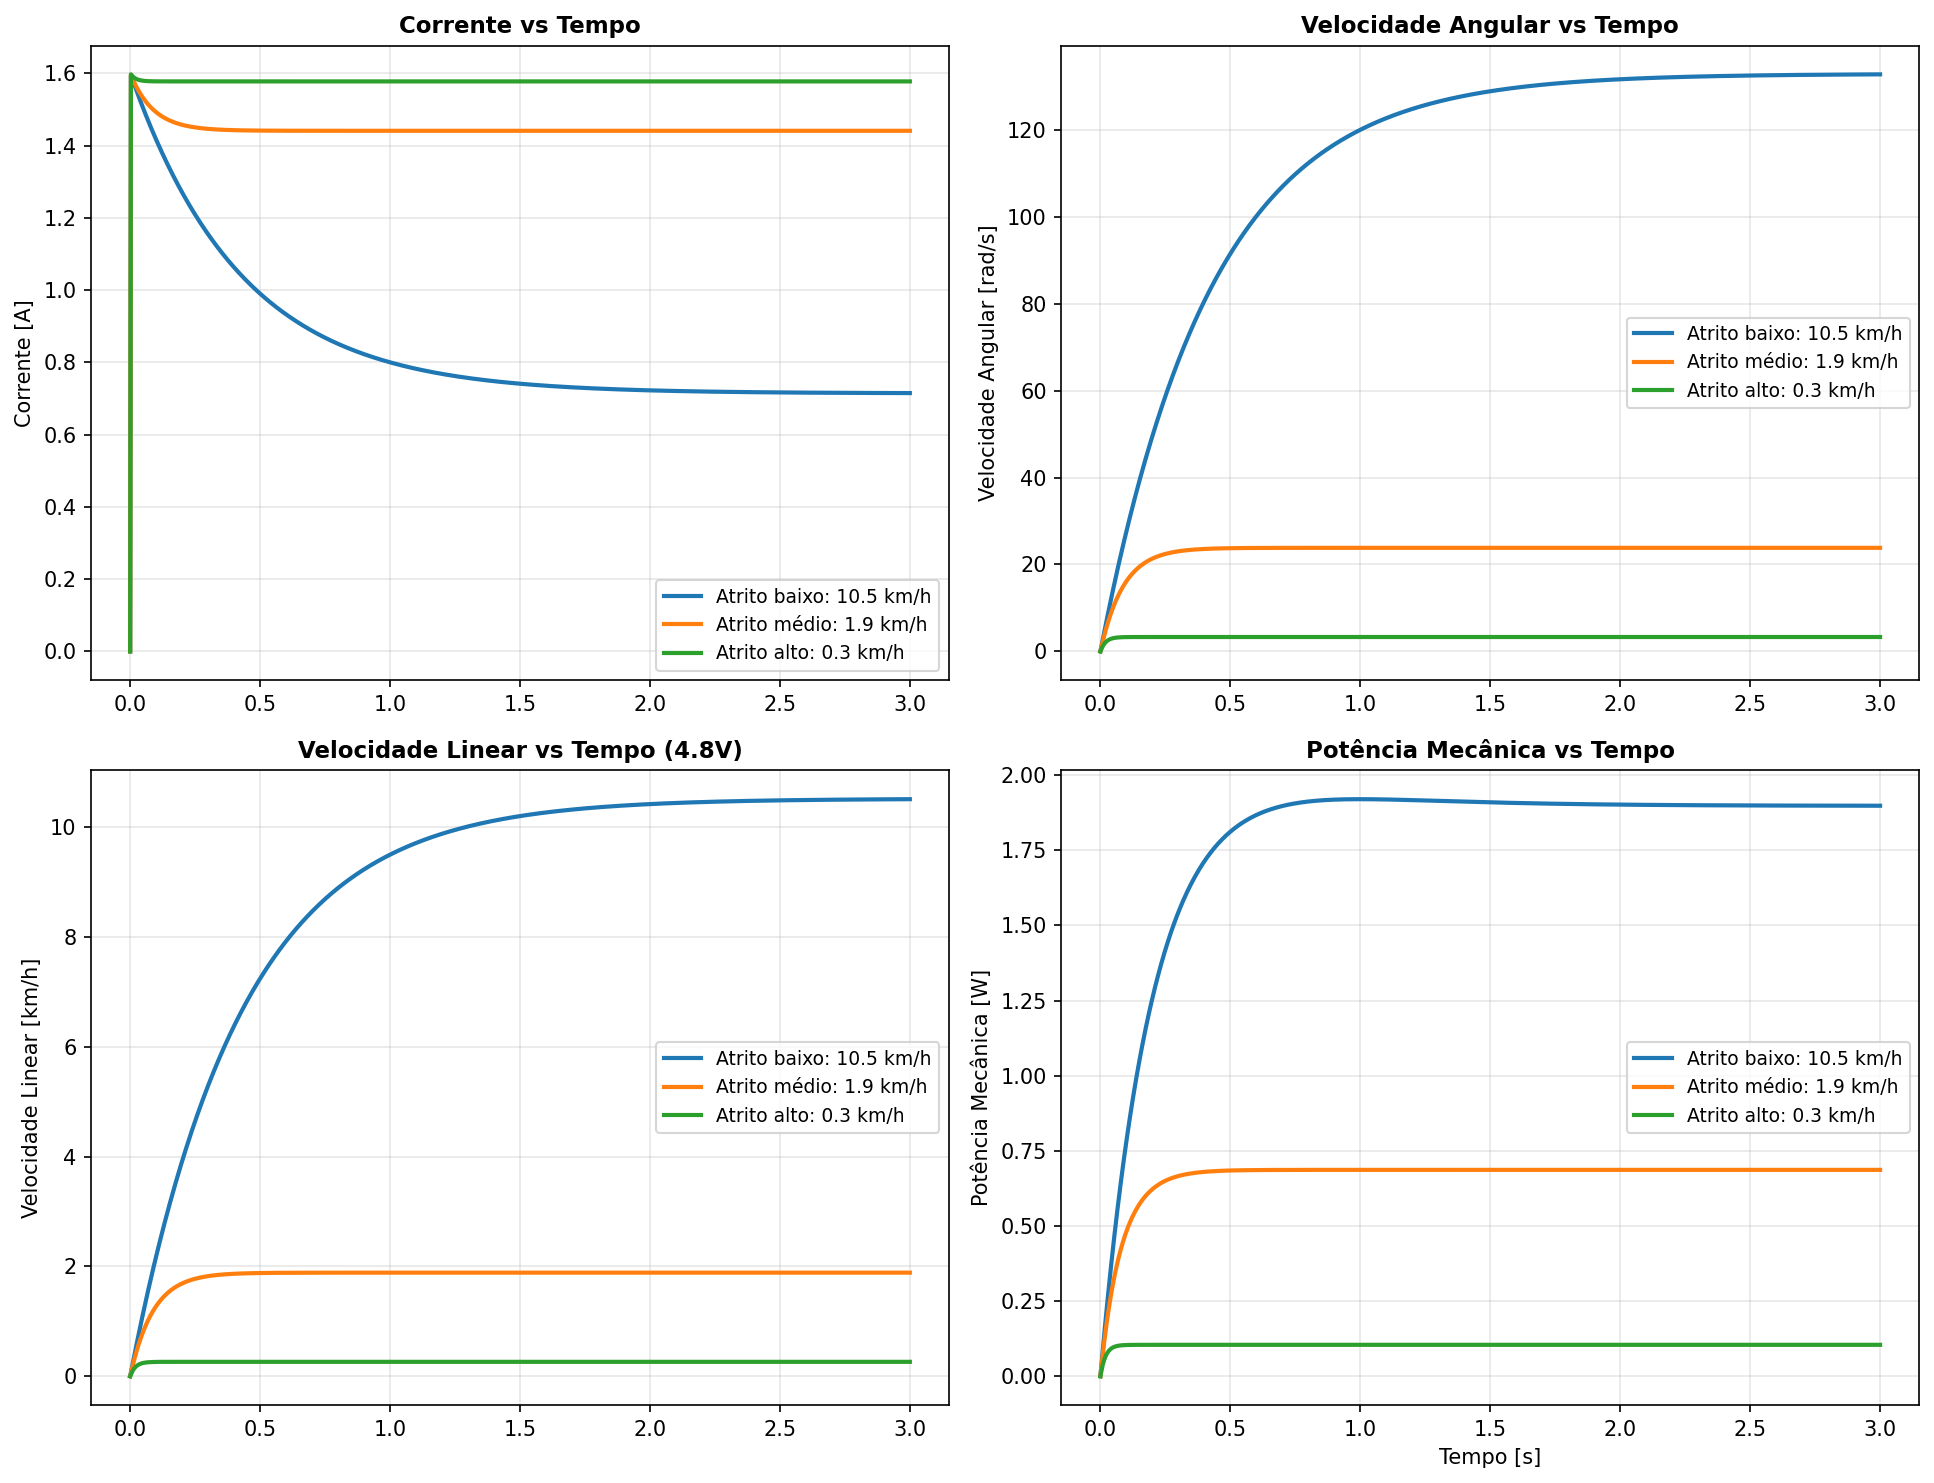 Corrente vs Tempo
Corrente [A]
1.6
1.4
1.2
1.0
0.8
0.6
0.4
0.2
0.0
0.0 0.5 1.0 1.5 2.0 2.5 3.0
Atrito baixo: 10.5 km/h
Atrito médio: 1.9 km/h
Atrito alto: 0.3 km/h
Velocidade Angular vs Tempo
Velocidade Angular [rad/s]
120
100
80
60
40
20
0
0.0 0.5 1.0 1.5 2.0 2.5 3.0
Atrito baixo: 10.5 km/h
Atrito médio: 1.9 km/h
Atrito alto: 0.3 km/h
Velocidade Linear vs Tempo (4.8V)
Velocidade Linear [km/h]
10
8
6
4
2
0
0.0 0.5 1.0 1.5 2.0 2.5 3.0
Atrito baixo: 10.5 km/h
Atrito médio: 1.9 km/h
Atrito alto: 0.3 km/h
Potência Mecânica vs Tempo
Potência Mecânica [W]
2.00
1.75
1.50
1.25
1.00
0.75
0.50
0.25
0.00
0.0 0.5 1.0 1.5 2.0 2.5 3.0
Atrito baixo: 10.5 km/h
Atrito médio: 1.9 km/h
Atrito alto: 0.3 km/h
Tempo [s]